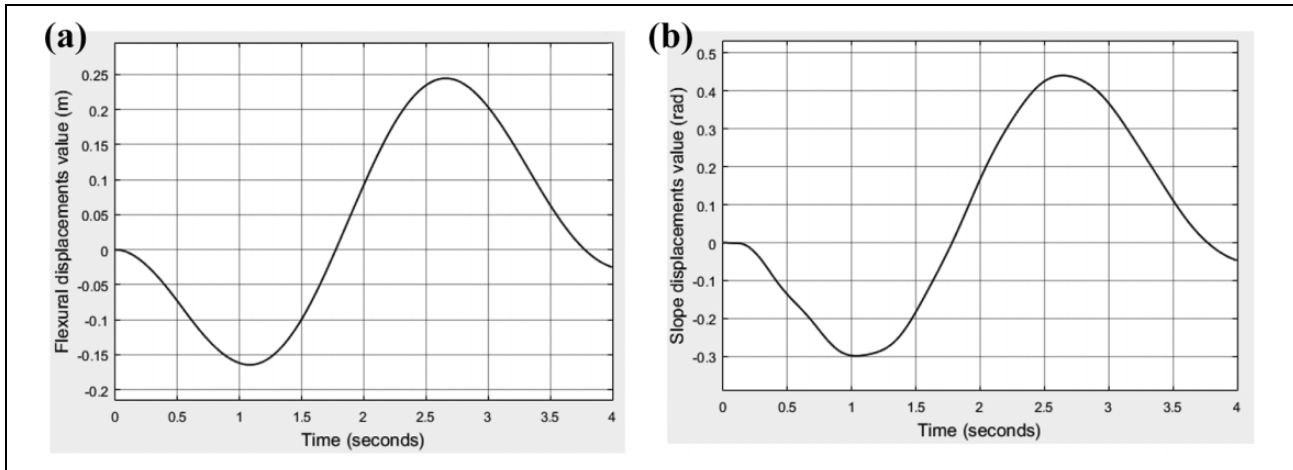 (a)
Flexural displacements value (m)
0.25
0.2
0.15
0.1
0.05
0
-0.05
-0.1
-0.15
-0.2
0 0.5 1 1.5 2 2.5 3 3.5 4
Time (seconds)
(b)
Slope displacements value (rad)
0.5
0.4
0.3
0.2
0.1
0
-0.1
-0.2
-0.3
0 0.5 1 1.5 2 2.5 3 3.5 4
Time (seconds)